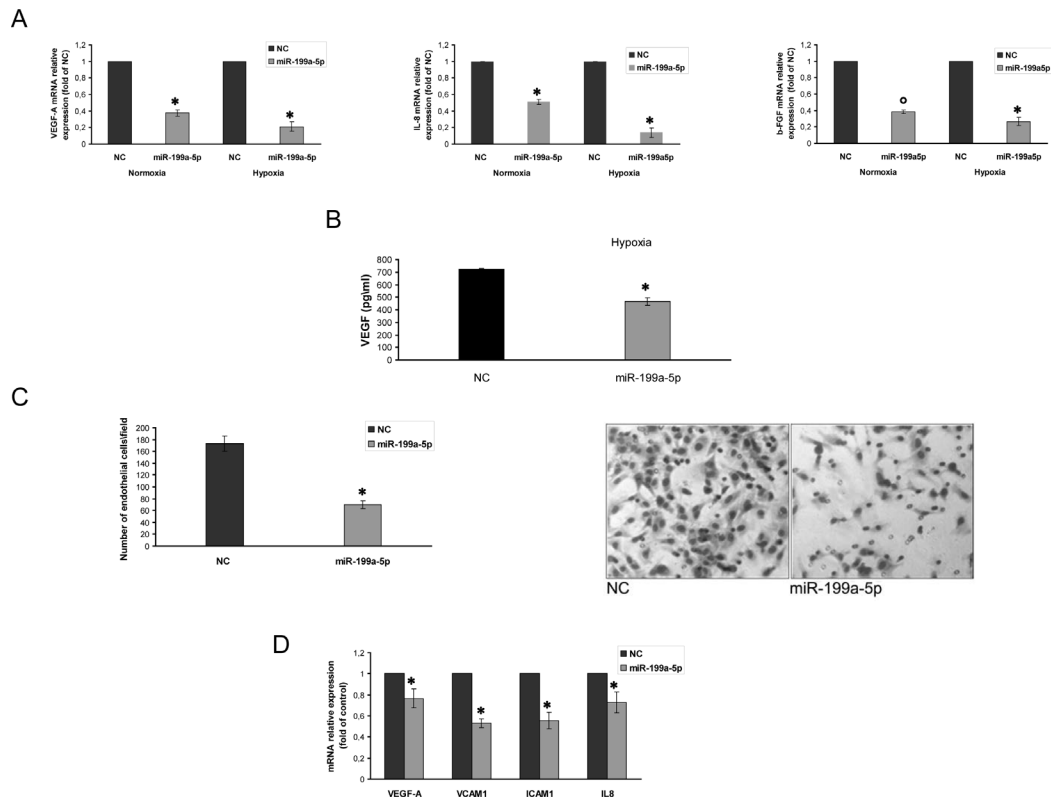 A
VEGF-A mRNA relative
expression (fold of NC)
1,2
1
0,8
0,6
0,4
0,2
0
NC
miR-199a-5p
*
*
NC miR-199a-5p NC miR-199a-5p
Normoxia Hypoxia
IL-8 mRNA relative
expression (fold of NC)
1,2
1
0,8
0,6
0,4
0,2
0
NC
miR-199a-5p
*
*
NC miR-199a-5p NC miR-199a-5p
Normoxia Hypoxia
b-FGF mRNA relative
expression (fold of NC)
1,2
1
0,8
0,6
0,4
0,2
0
NC
miR-199a5p
°
*
NC miR-199a5p NC miR-199a5p
Normoxia Hypoxia
B
Hypoxia
VEGF (pg\ml)
800
700
600
500
400
300
200
100
0
*
NC miR-199a-5p
C
Number of endothelial cells\field
200
180
160
140
120
100
80
60
40
20
0
NC
miR-199a-5p
*
NC miR-199a-5p
NC miR-199a-5p
D
mRNA relative expression
(fold of control)
1,2
1
0,8
0,6
0,4
0,2
0
NC
miR-199a-5p
* * * *
VEGF-A VCAM1 ICAM1 IL8